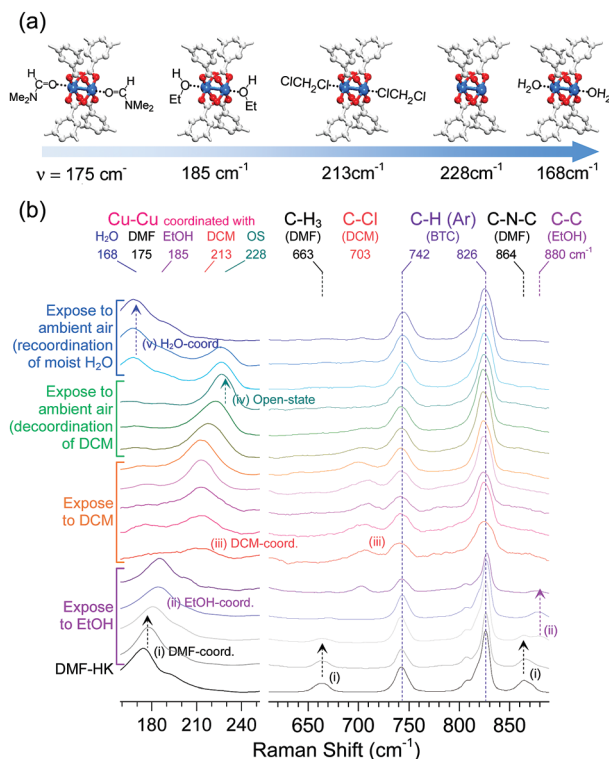 (a)
H
C=O
Me₂N
H
O=C
NMe₂
H
O
Et
H
O
Et
ClCH₂Cl
ClCH₂Cl
H₂O
OH₂
ν = 175 cm⁻
185 cm⁻¹
213cm⁻¹
228cm⁻¹
168cm⁻¹
(b)
Cu-Cu coordinated with
H₂O DMF EtOH DCM OS
168 175 185 213 228
C-H₃
(DMF)
663
C-Cl
(DCM)
703
C-H (Ar)
(BTC)
742 826
C-N-C
(DMF)
864
C-C
(EtOH)
880 cm⁻¹
Expose to
ambient air
(recoordination
of moist H₂O
(v) H₂O-coord.
Expose to
ambient air
(decoordination
of DCM
(iv) Open-state
Expose
to DCM
(iii) DCM-coord.
(iii)
Expose
to EtOH
(ii) EtOH-coord.
(ii)
DMF-HK
(i) DMF-coord.
(i)
(i)
180 210 240 700 750 800 850
Raman Shift (cm⁻¹)